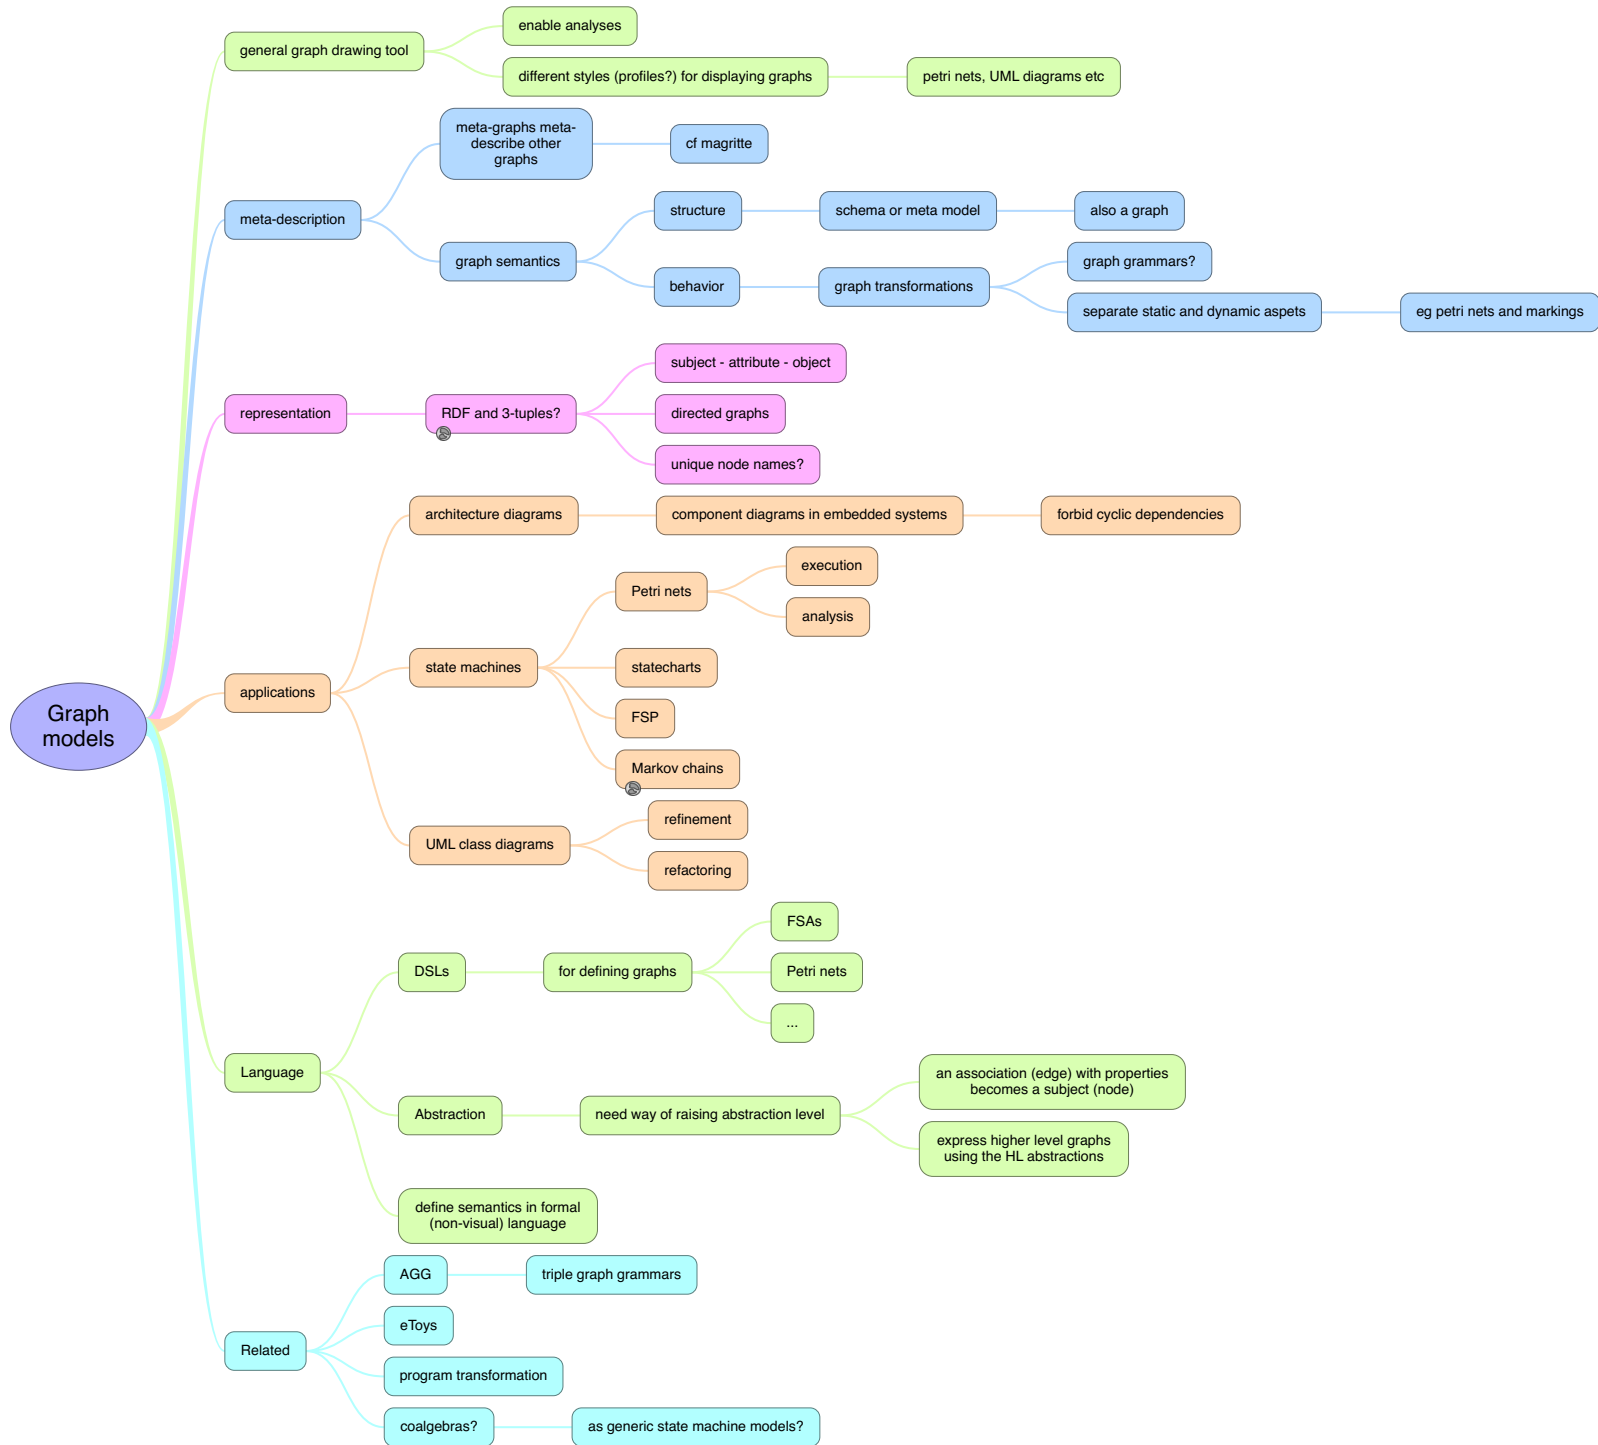 general graph drawing tool
enable analyses
different styles (profiles?) for displaying graphs
petri nets, UML diagrams etc
meta-description
meta-graphs meta-
describe other
graphs
cf magritte
graph semantics
structure
schema or meta model
also a graph
behavior
graph transformations
graph grammars?
separate static and dynamic aspets
eg petri nets and markings
representation
RDF and 3-tuples?
subject - attribute - object
directed graphs
unique node names?
Graph
models
applications
architecture diagrams
component diagrams in embedded systems
forbid cyclic dependencies
state machines
Petri nets
execution
analysis
statecharts
FSP
Markov chains
UML class diagrams
refinement
refactoring
Language
DSLs
for defining graphs
FSAs
Petri nets
...
Abstraction
need way of raising abstraction level
an association (edge) with properties
becomes a subject (node)
express higher level graphs
using the HL abstractions
define semantics in formal
(non-visual) language
Related
AGG
triple graph grammars
eToys
program transformation
coalgebras?
as generic state machine models?